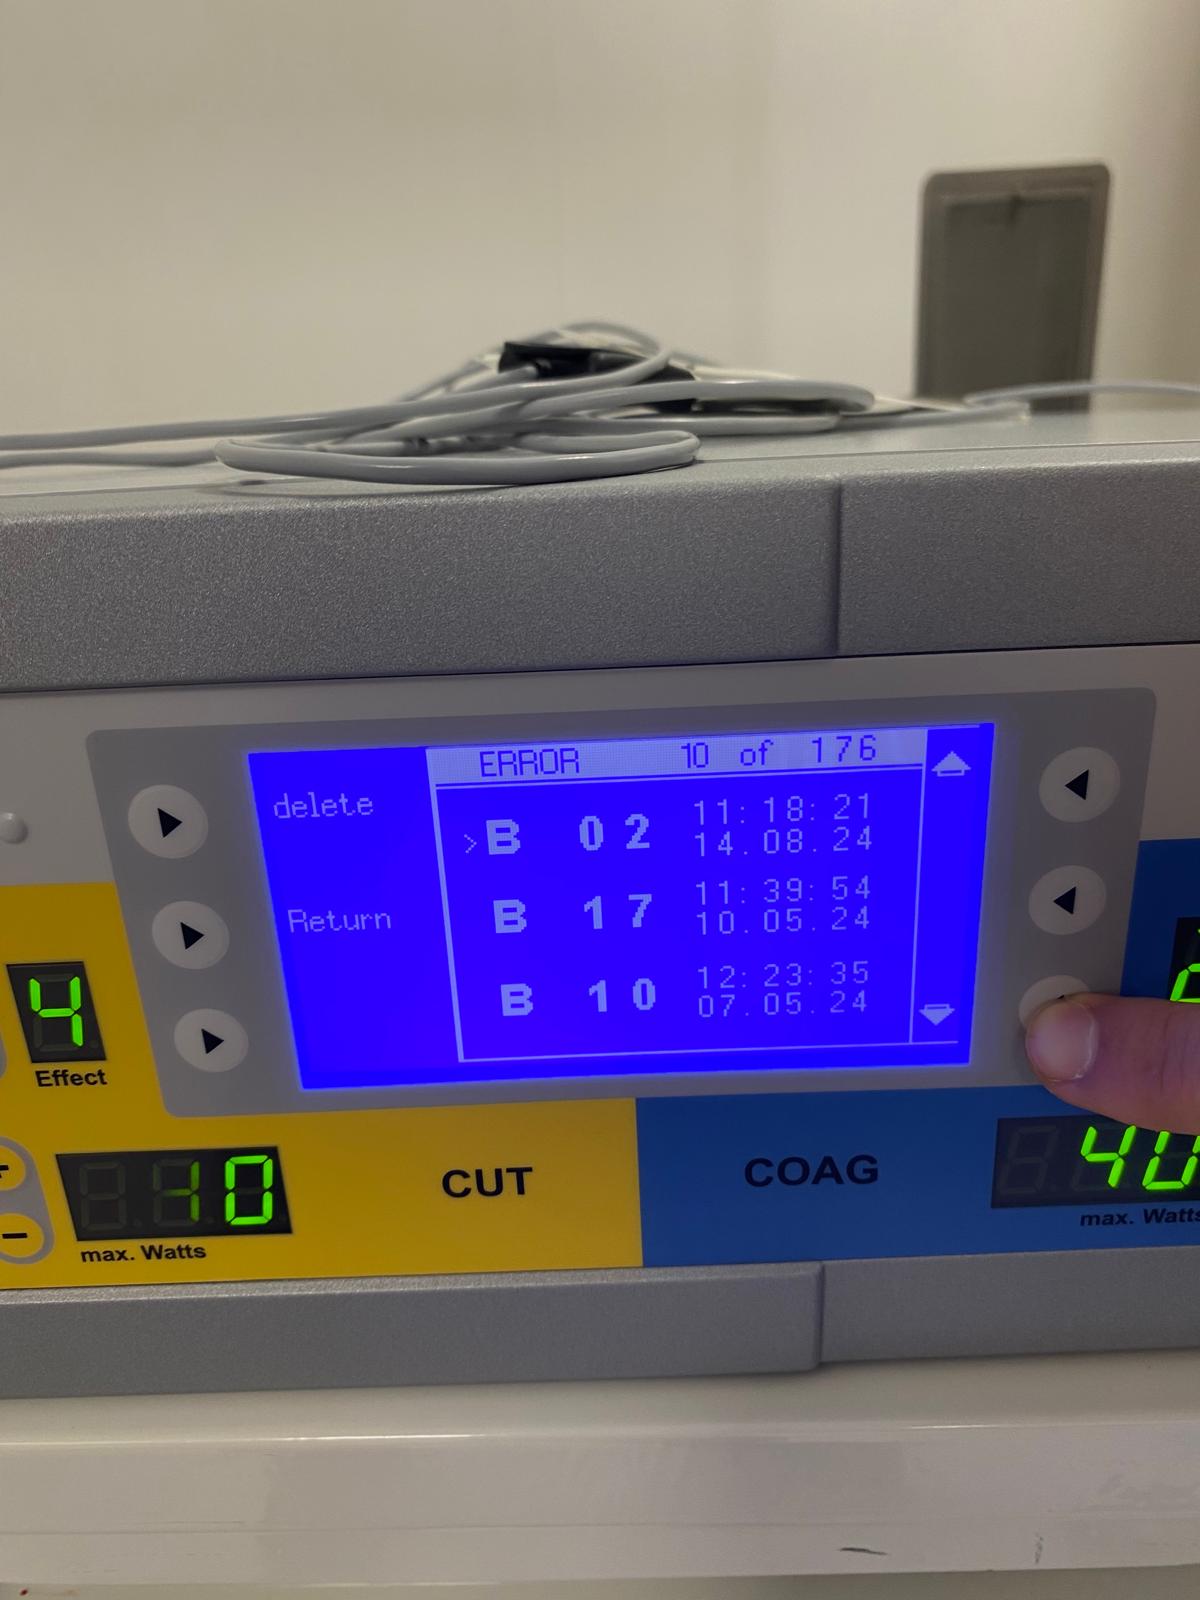 ERROR 10 of 176
delete
>B 02 11:18:21
14.08.24
Return
B 17 11:39:54
10.05.24
B 10 12:23:35
07.05.24
4
Effect
+
-
10
max. Watts
CUT
COAG
40
max. Watts